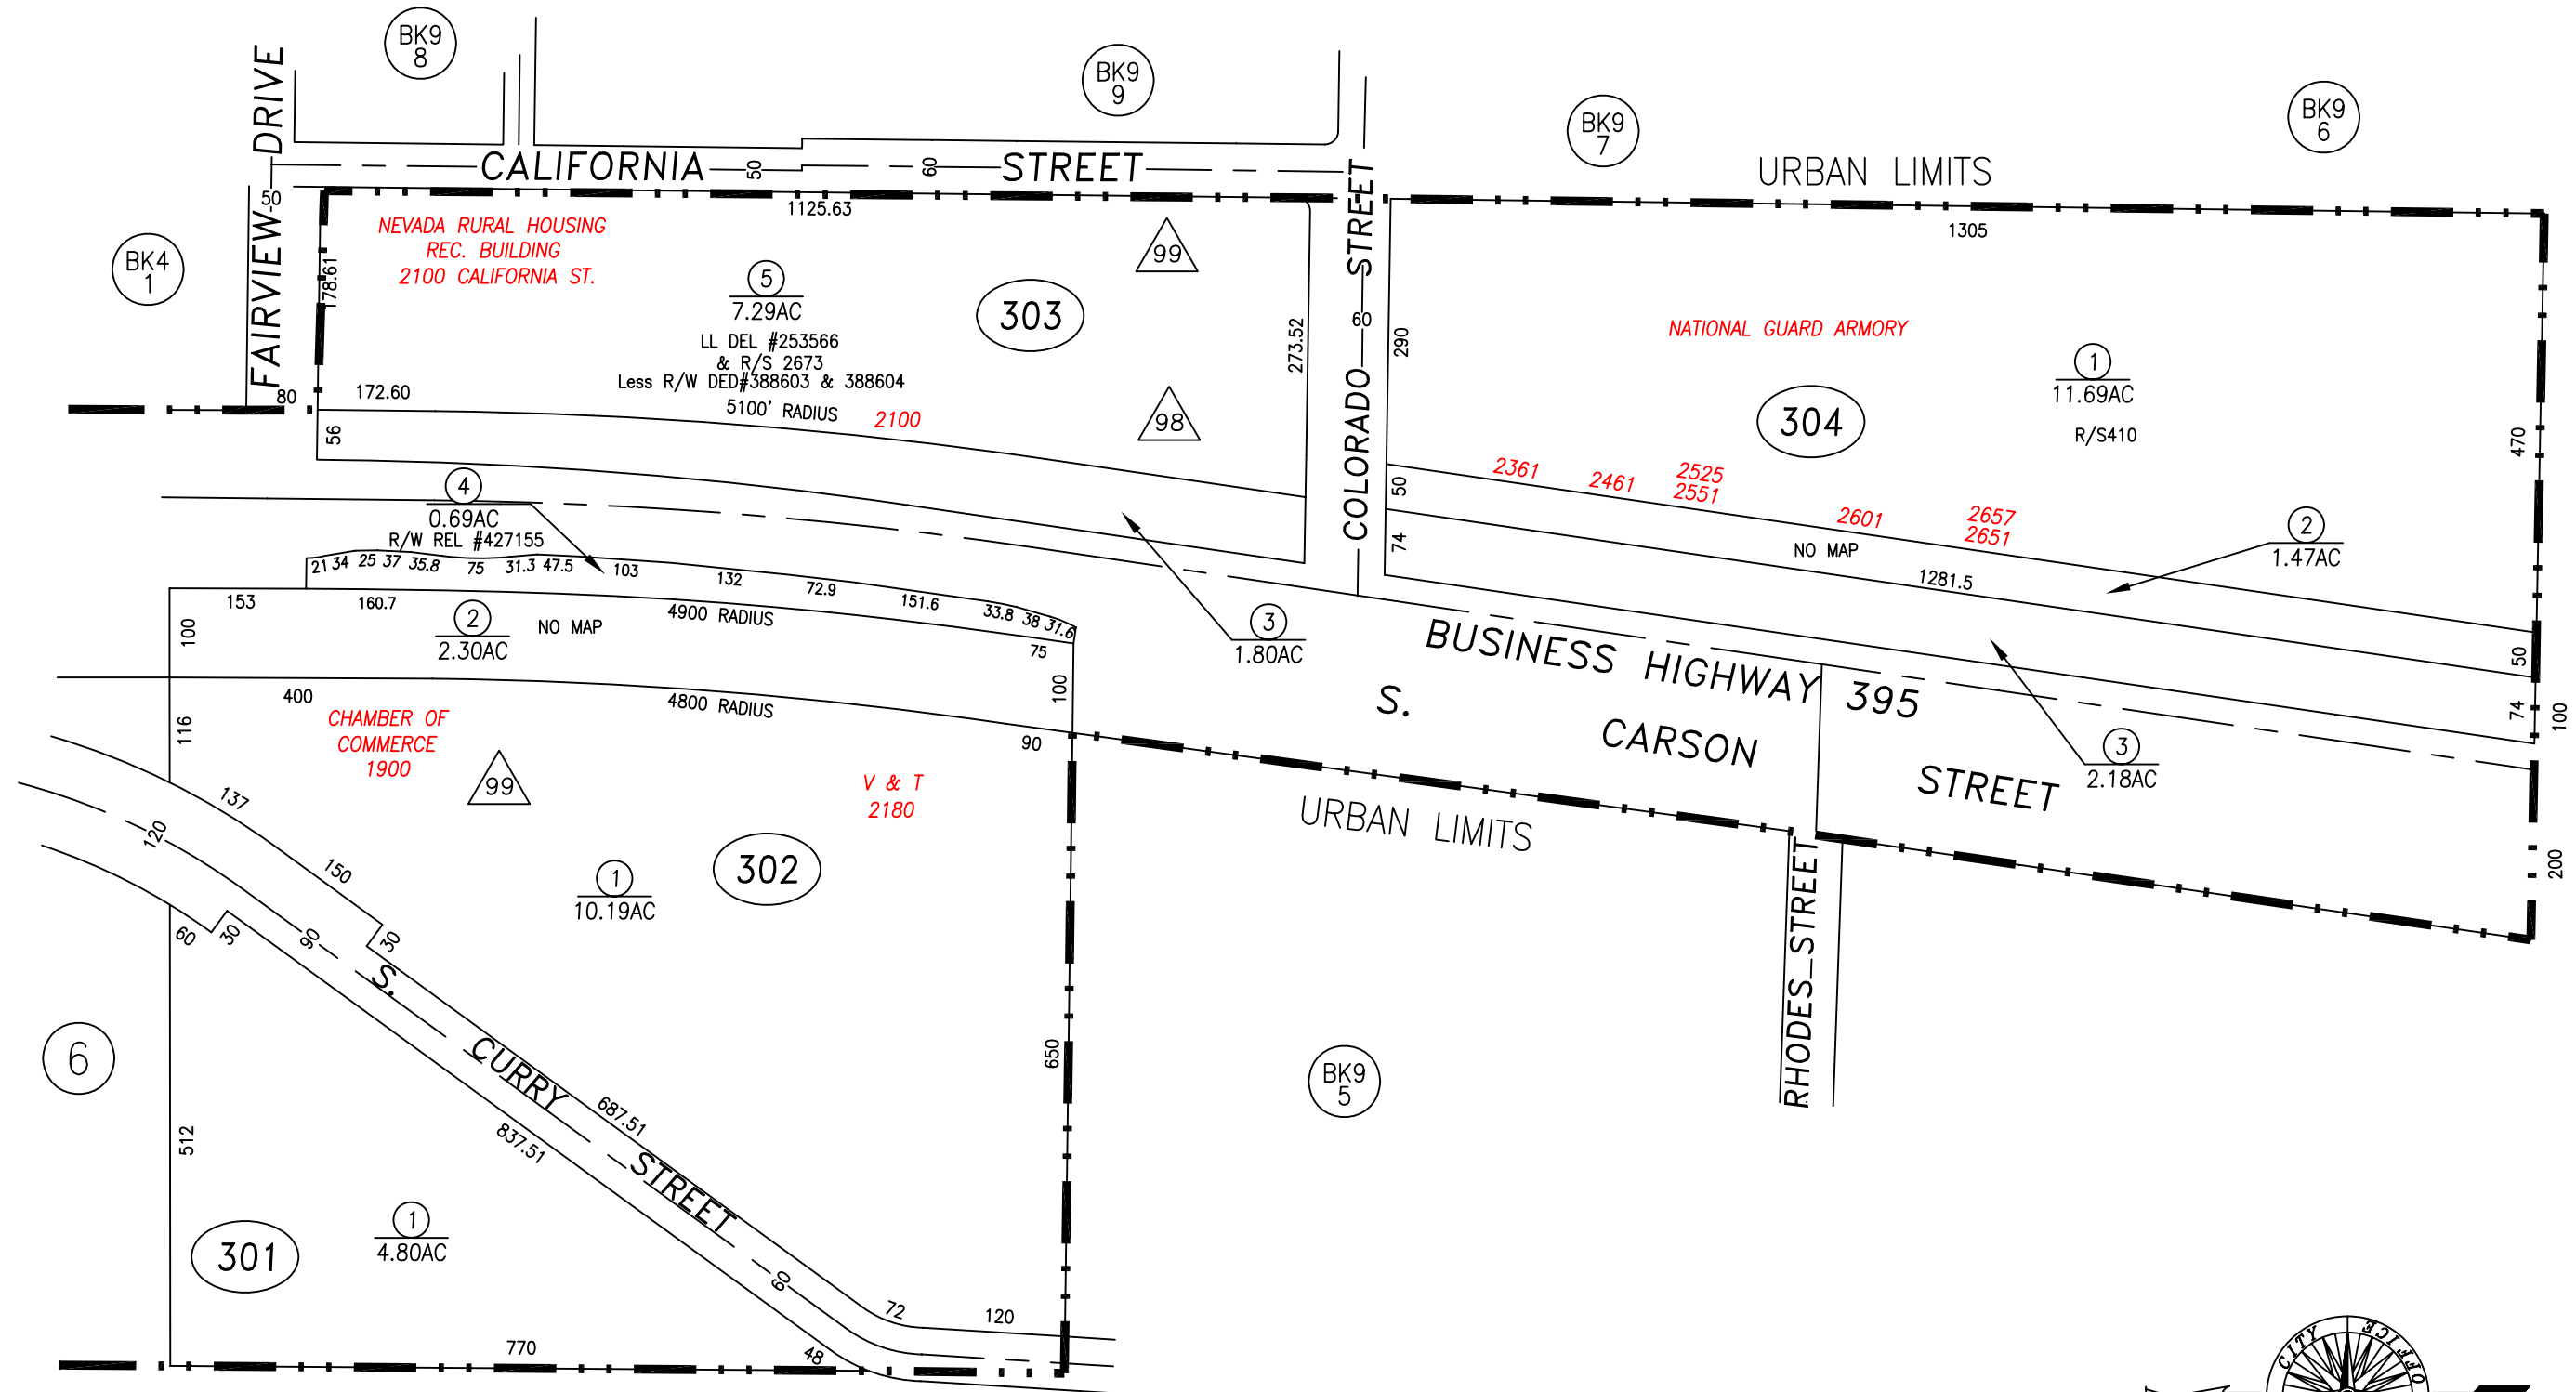 BK9
8
BK9
9
BK9
7
BK9
6
BK4
1
FAIRVIEW DRIVE
CALIFORNIA STREET
50
60
50
80
URBAN LIMITS
1125.63
1305
NEVADA RURAL HOUSING
REC. BUILDING
2100 CALIFORNIA ST.
178.61
5
7.29AC
LL DEL #253566
& R/S 2673
Less R/W DED#388603 & 388604
5100' RADIUS
2100
172.60
56
303
99
98
273.52
COLORADO STREET
60
290
50
74
NATIONAL GUARD ARMORY
1
11.69AC
R/S410
304
470
2361
2461
2525
2551
2601
2657
2651
NO MAP
1281.5
2
1.47AC
50
74
100
200
4
0.69AC
R/W REL #427155
21
34
25
37
35.8
75
31.3
47.5
103
132
72.9
151.6
33.8
38
31.6
153
160.7
4900 RADIUS
75
100
2
2.30AC
NO MAP
100
3
1.80AC
BUSINESS HIGHWAY 395
S. CARSON STREET
3
2.18AC
400
4800 RADIUS
90
116
CHAMBER OF
COMMERCE
1900
99
V & T
2180
URBAN LIMITS
RHODES STREET
137
120
150
302
1
10.19AC
60
30
90
30
S. CURRY STREET
6
650
BK9
5
512
687.51
837.51
1
4.80AC
301
60
72
120
770
48
CITY
OFFICE